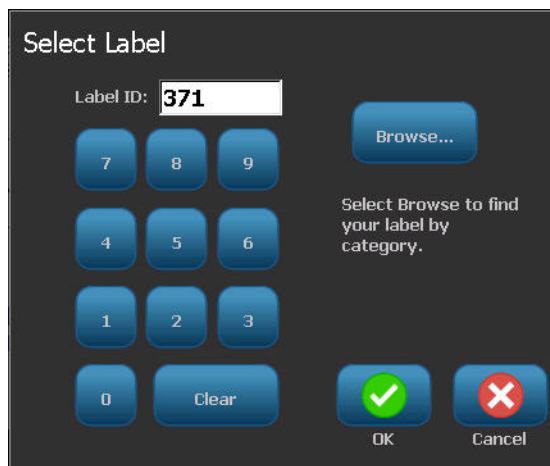 Select Label
Label ID: 371
Browse...
7 8 9
Select Browse to find
your label by
category.
4 5 6
1 2 3
0 Clear
OK Cancel